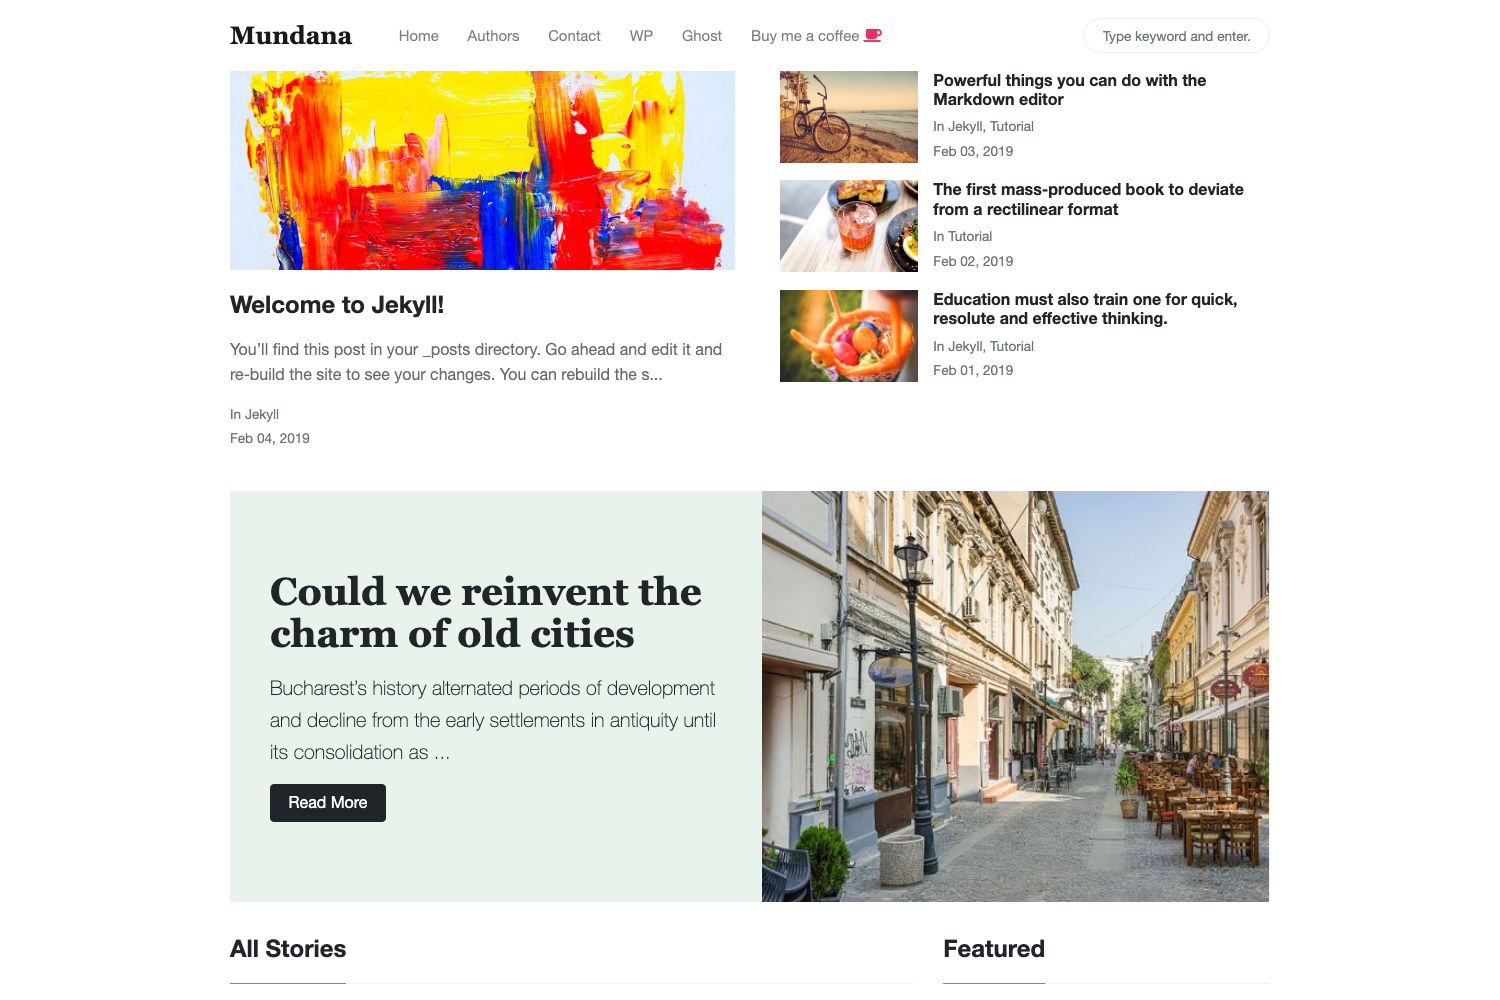 Mundana
Home
Authors
Contact
WP
Ghost
Buy me a coffee
Type keyword and enter.
Welcome to Jekyll!
You’ll find this post in your _posts directory. Go ahead and edit it and
re-build the site to see your changes. You can rebuild the s...
In Jekyll
Feb 04, 2019
Powerful things you can do with the
Markdown editor
In Jekyll, Tutorial
Feb 03, 2019
The first mass-produced book to deviate
from a rectilinear format
In Tutorial
Feb 02, 2019
Education must also train one for quick,
resolute and effective thinking.
In Jekyll, Tutorial
Feb 01, 2019
Could we reinvent the
charm of old cities
Bucharest’s history alternated periods of development
and decline from the early settlements in antiquity until
its consolidation as ...
Read More
All Stories
Featured